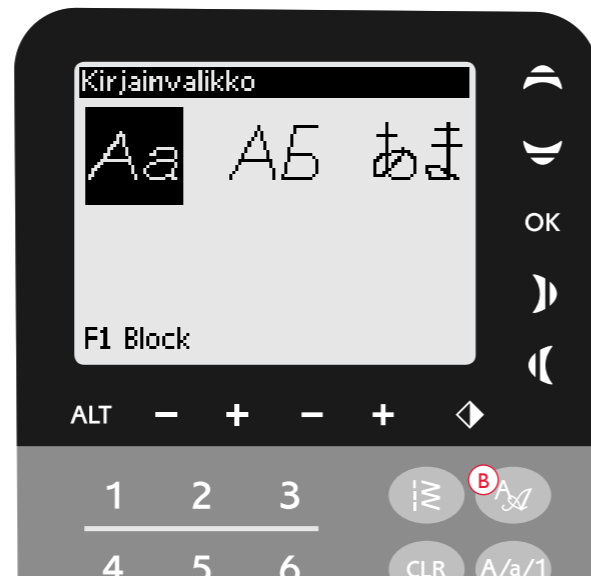 Kirjainvalikko
Aa АБ あま
F1 Block
OK
ALT − + − +
1 2 3
B
A
4 5 6 CLR A/a/1